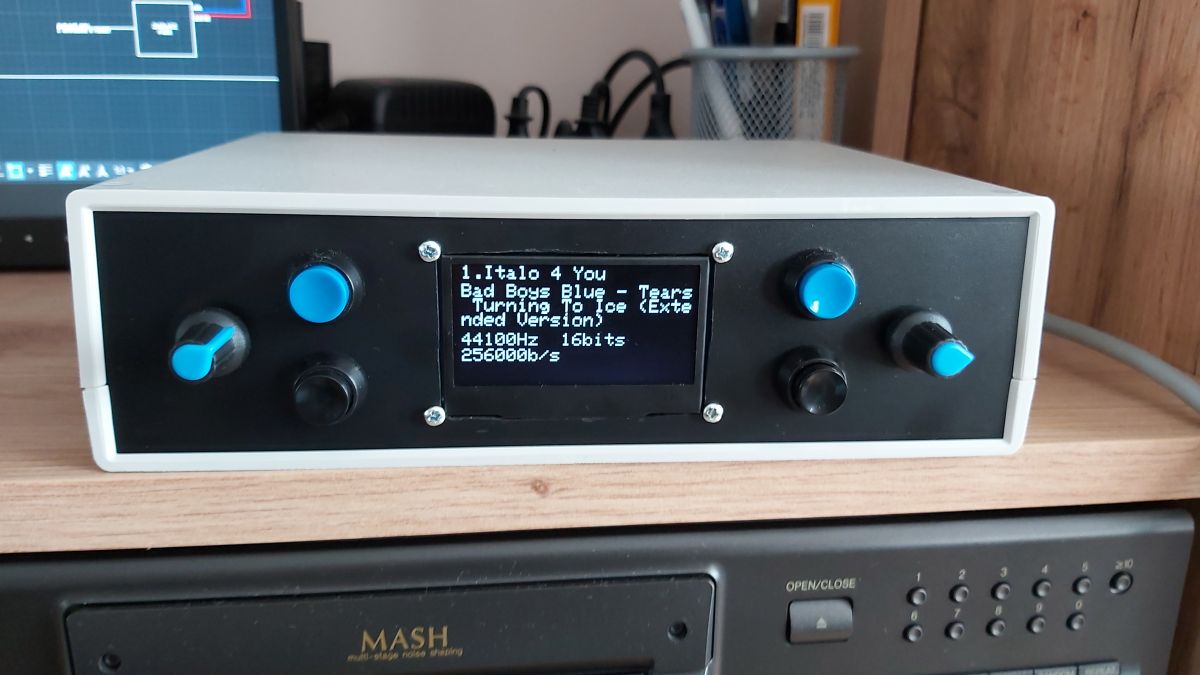 1.Italo 4 You
Bad Boys Blue - Tears
Turning To Ice (Exte
nded Version)
44100Hz 16bits
256000b/s
OPEN/CLOSE
1 2 3 4 5 ≥10
6 7 8 9 0
MASH
multi-stage noise shaping
REPEAT